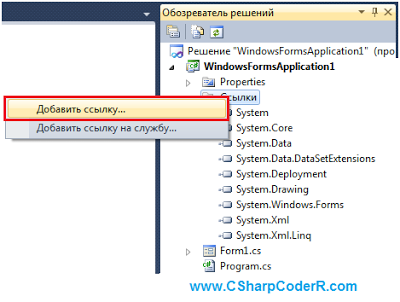 Обозреватель решений
Решение "WindowsFormsApplication1" (про
WindowsFormsApplication1
Properties
Ссылки
Добавить ссылку...
Добавить ссылку на службу...
System
System.Core
System.Data
System.Data.DataSetExtensions
System.Deployment
System.Drawing
System.Windows.Forms
System.Xml
System.Xml.Linq
Form1.cs
Program.cs
www.CSharpCoderR.com